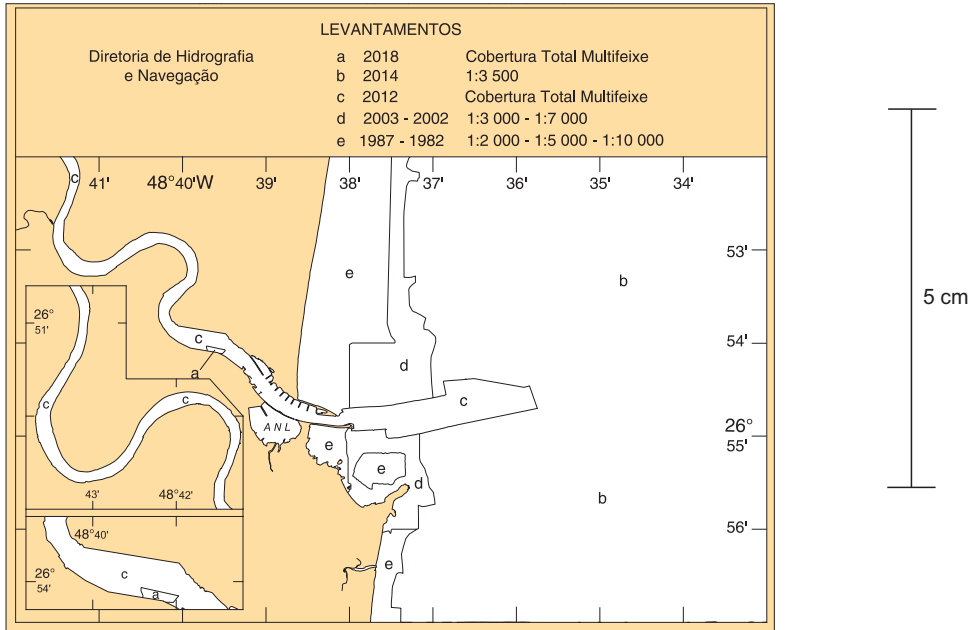 LEVANTAMENTOS
Diretoria de Hidrografia
e Navegação
a 2018 Cobertura Total Multifeixe
b 2014 1:3 500
c 2012 Cobertura Total Multifeixe
d 2003 - 2002 1:3 000 - 1:7 000
e 1987 - 1982 1:2 000 - 1:5 000 - 1:10 000
c 41' 48°40'W 39' 38' 37' 36' 35' 34'
53'
e b
5 cm
26°
51'
c
a
54'
d
c c
c
A N L
26°
55'
e
e
d
b
43' 48°42'
56'
48°40'
c
e
26°
54'
a